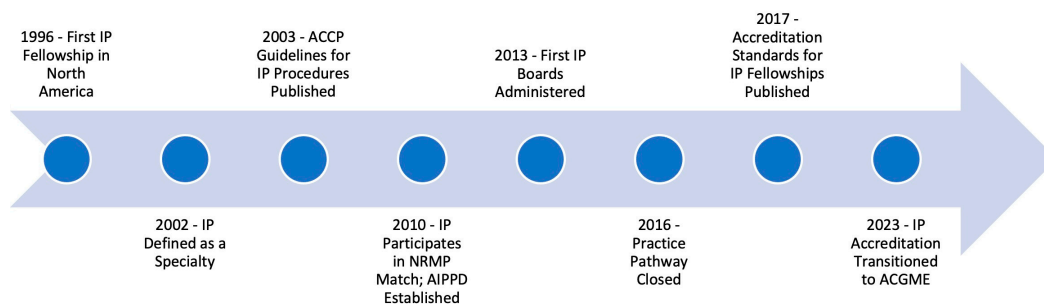 1996 - First IP
Fellowship in
North
America
2002 - IP
Defined as a
Specialty
2003 - ACCP
Guidelines for
IP Procedures
Published
2010 - IP
Participates
in NRMP
Match; AIPPD
Established
2013 - First IP
Boards
Administered
2016 -
Practice
Pathway
Closed
2017 -
Accreditation
Standards for
IP Fellowships
Published
2023 - IP
Accreditation
Transitioned
to ACGME